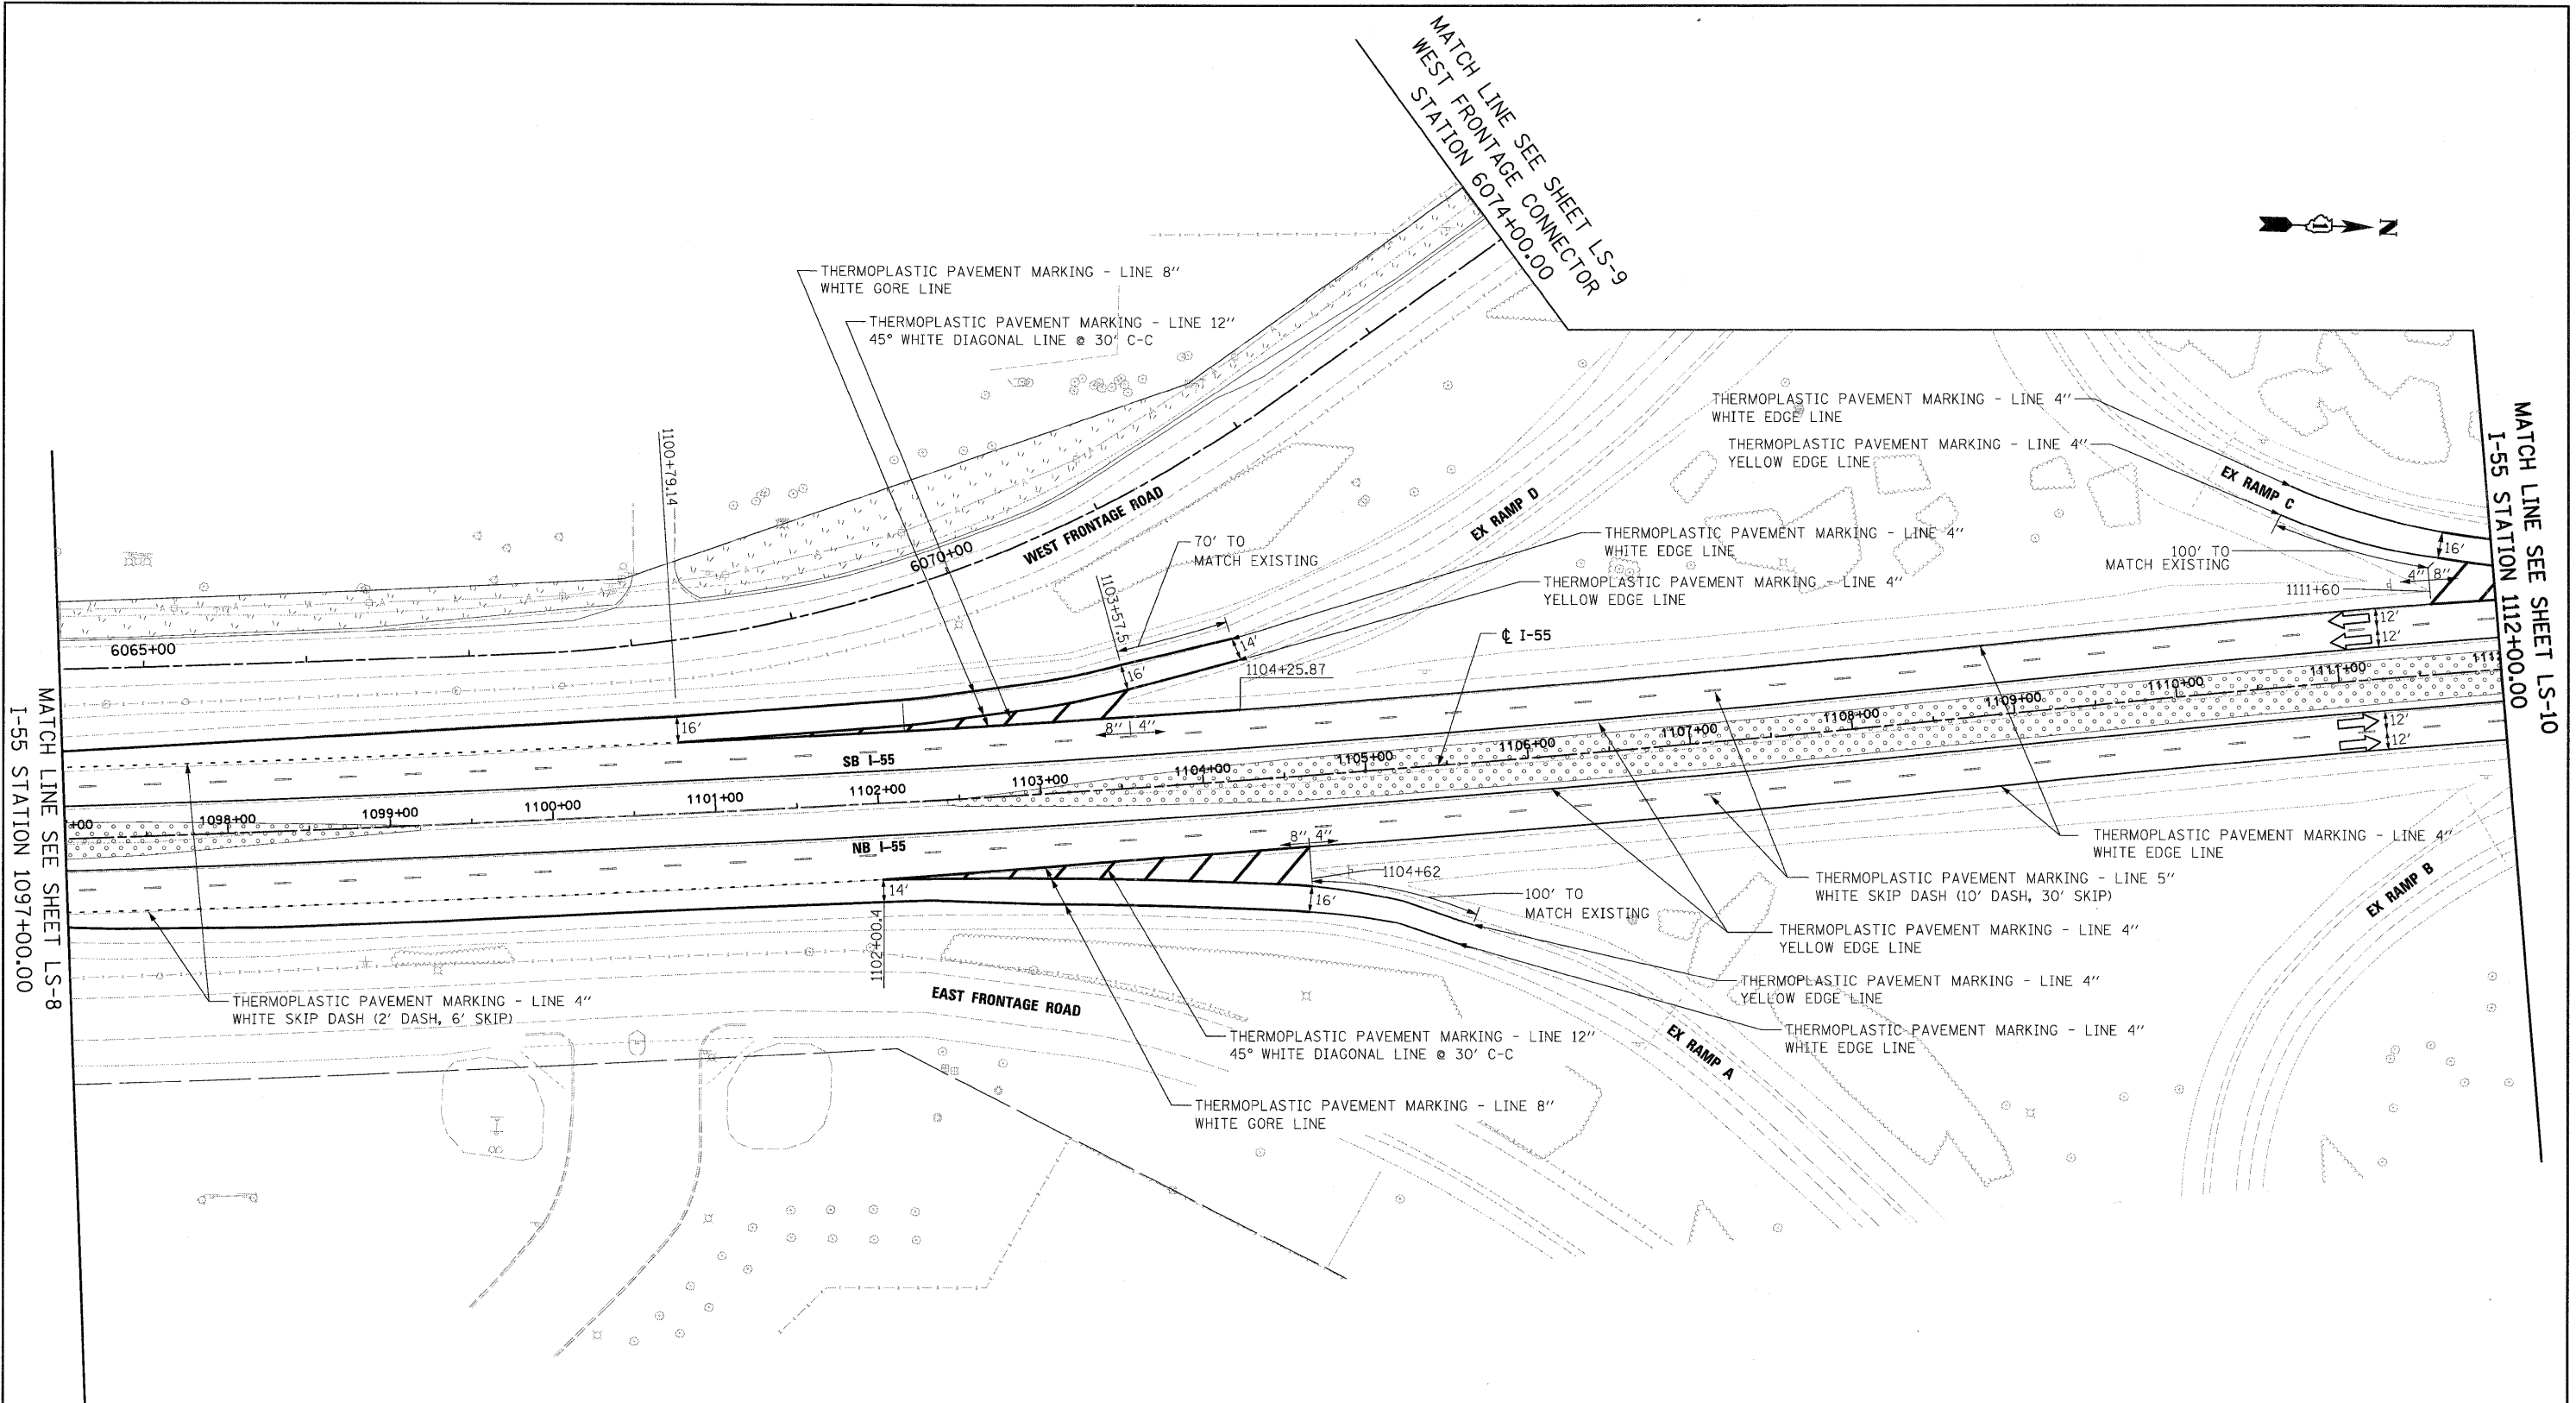 MATCH LINE SEE SHEET LS-9
WEST FRONTAGE CONNECTOR
STATION 6074+00.00
N
THERMOPLASTIC PAVEMENT MARKING - LINE 8"
WHITE GORE LINE
THERMOPLASTIC PAVEMENT MARKING - LINE 12"
45° WHITE DIAGONAL LINE @ 30' C-C
THERMOPLASTIC PAVEMENT MARKING - LINE 4"
WHITE EDGE LINE
THERMOPLASTIC PAVEMENT MARKING - LINE 4"
YELLOW EDGE LINE
EX RAMP C
MATCH LINE SEE SHEET LS-10
I-55 STATION 1112+00.00
1100+79.14
WEST FRONTAGE ROAD
6070+00
EX RAMP D
70' TO
MATCH EXISTING
THERMOPLASTIC PAVEMENT MARKING - LINE 4"
WHITE EDGE LINE
THERMOPLASTIC PAVEMENT MARKING - LINE 4"
YELLOW EDGE LINE
100' TO
MATCH EXISTING
16'
4"
8"
1111+60
12'
12'
1103+57.5
14'
16'
℄ I-55
1104+25.87
6065+00
16'
8"
4"
SB I-55
+00
1098+00
1099+00
1100+00
1101+00
1102+00
1103+00
1104+00
1105+00
1106+00
1107+00
1108+00
1109+00
1110+00
1111+00
12'
12'
MATCH LINE SEE SHEET LS-8
I-55 STATION 1097+00.00
NB I-55
8"
4"
1104+62
14'
1102+00.4
16'
100' TO
MATCH EXISTING
THERMOPLASTIC PAVEMENT MARKING - LINE 4"
WHITE EDGE LINE
THERMOPLASTIC PAVEMENT MARKING - LINE 5"
WHITE SKIP DASH (10' DASH, 30' SKIP)
THERMOPLASTIC PAVEMENT MARKING - LINE 4"
YELLOW EDGE LINE
EX RAMP B
THERMOPLASTIC PAVEMENT MARKING - LINE 4"
YELLOW EDGE LINE
THERMOPLASTIC PAVEMENT MARKING - LINE 4"
WHITE EDGE LINE
EX RAMP A
THERMOPLASTIC PAVEMENT MARKING - LINE 4"
WHITE SKIP DASH (2' DASH, 6' SKIP)
EAST FRONTAGE ROAD
THERMOPLASTIC PAVEMENT MARKING - LINE 12"
45° WHITE DIAGONAL LINE @ 30' C-C
THERMOPLASTIC PAVEMENT MARKING - LINE 8"
WHITE GORE LINE